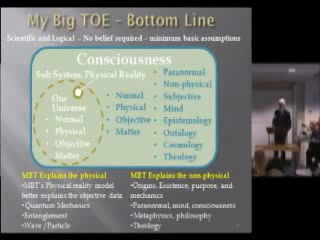 My Big TOE - Bottom Line
Scientific and Logical - No belief required - minimum basic assumptions
Consciousness
Sub System: Physical Reality
Our
Universe
• Normal
• Physical
• Objective
• Matter
• Normal
• Physical
• Objective
• Matter
• Paranormal
• Non-physical
• Subjective
• Mind
• Epistemology
• Ontology
• Cosmology
• Theology
MBT Explains the physical
•MBT's Physical reality model
better explains the objective data
• Quantum Mechanics
• Entanglement
• Wave /Particle
MBT Explains the non-physical
•Origins, Existence, purpose, and
mechanics
•Paranormal, mind, consciousness
•Metaphysics, philosophy
•Theology